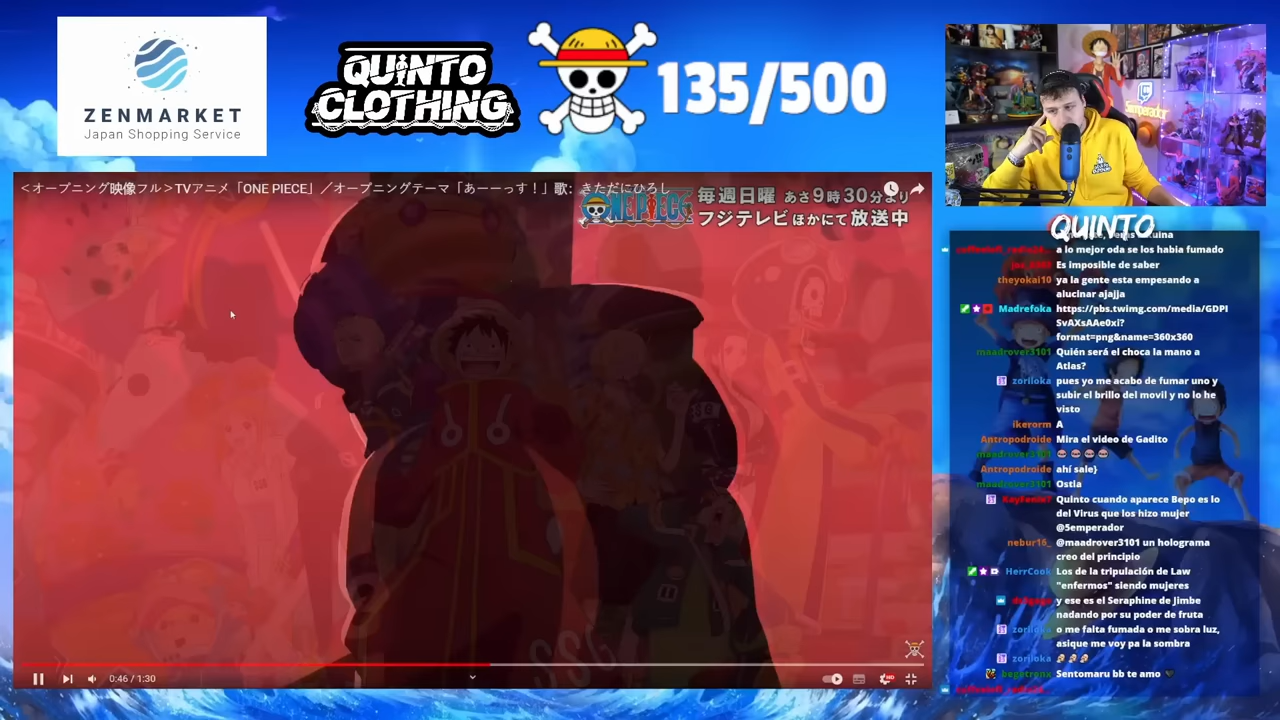 ZENMARKET
Japan Shopping Service
QUINTO
CLOTHING
135/500
＜オープニング映像フル＞TVアニメ「ONE PIECE」／オープニングテーマ「あーーっす！」歌：きただにひろし
ONE PIECE
毎週日曜 あさ9時30分より
フジテレビほかにて放送中
SSG
0:46 / 1:30
HD
QUINTO
a lo mejor oda se los habia fumado
Es imposible de saber
theyokai10 ya la gente esta empesando a
alucinar ajajja
Madrefoka https://pbs.twimg.com/media/GDPI
SvAXsAAe0xi?
format=png&name=360x360
maadrover3101 Quién será el choca la mano a
Atlas?
zoriloka pues yo me acabo de fumar uno y
subir el brillo del movil y no lo he
visto
ikerorm A
Antropodroide Mira el video de Gadito
maadrover3101
Antropodroide ahí sale}
maadrover3101 Ostia
Quinto cuando aparece Bepo es lo
del Virus que los hizo mujer
@5emperador
nebur16_ @maadrover3101 un holograma
creo del principio
HerrCook Los de la tripulación de Law
"enfermos" siendo mujeres
y ese es el Seraphine de Jimbe
nadando por su poder de fruta
zoriloka o me falta fumada o me sobra luz,
asique me voy pa la sombra
zoriloka
begotronx Sentomaru bb te amo